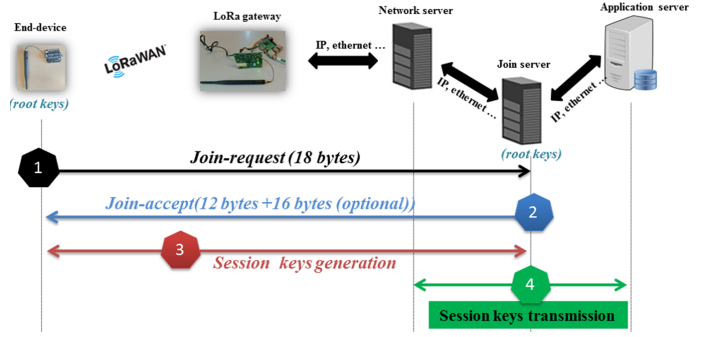 End-device
LoRa gateway
Network server
Application server
LoRaWAN™
IP, ethernet ...
Join server
IP, ethernet ...
IP, ethernet ...
(root keys)
(root keys)
1
Join-request (18 bytes)
Join-accept(12 bytes +16 bytes (optional))
2
3
Session keys generation
4
Session keys transmission